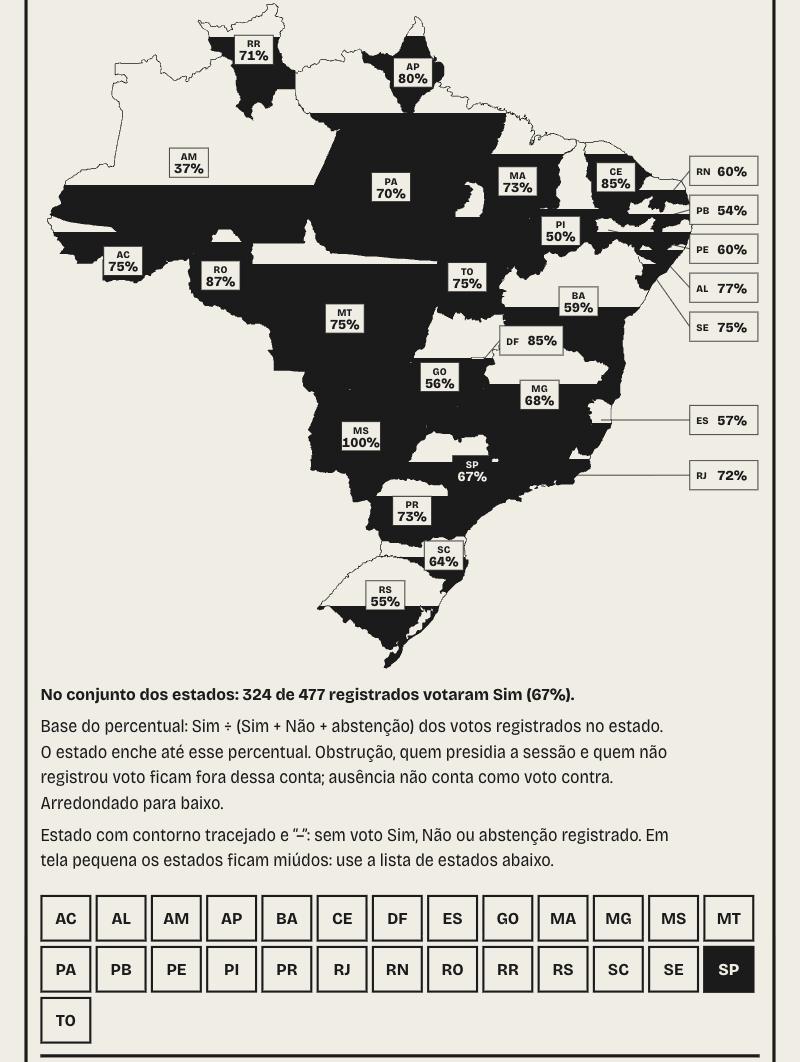 RR
71%
AP
80%
AM
37%
PA
70%
MA
73%
CE
85%
RN 60%
PB 54%
PI
50%
PE 60%
AC
75%
RO
87%
TO
75%
AL 77%
BA
59%
MT
75%
SE 75%
DF 85%
GO
56%
MG
68%
ES 57%
MS
100%
SP
67%
RJ 72%
PR
73%
SC
64%
RS
55%
No conjunto dos estados: 324 de 477 registrados votaram Sim (67%).
Base do percentual: Sim ÷ (Sim + Não + abstenção) dos votos registrados no estado.
O estado enche até esse percentual. Obstrução, quem presidia a sessão e quem não
registrou voto ficam fora dessa conta; ausência não conta como voto contra.
Arredondado para baixo.
Estado com contorno tracejado e “–”: sem voto Sim, Não ou abstenção registrado. Em
tela pequena os estados ficam miúdos: use a lista de estados abaixo.
AC AL AM AP BA CE DF ES GO MA MG MS MT
PA PB PE PI PR RJ RN RO RR RS SC SE SP
TO